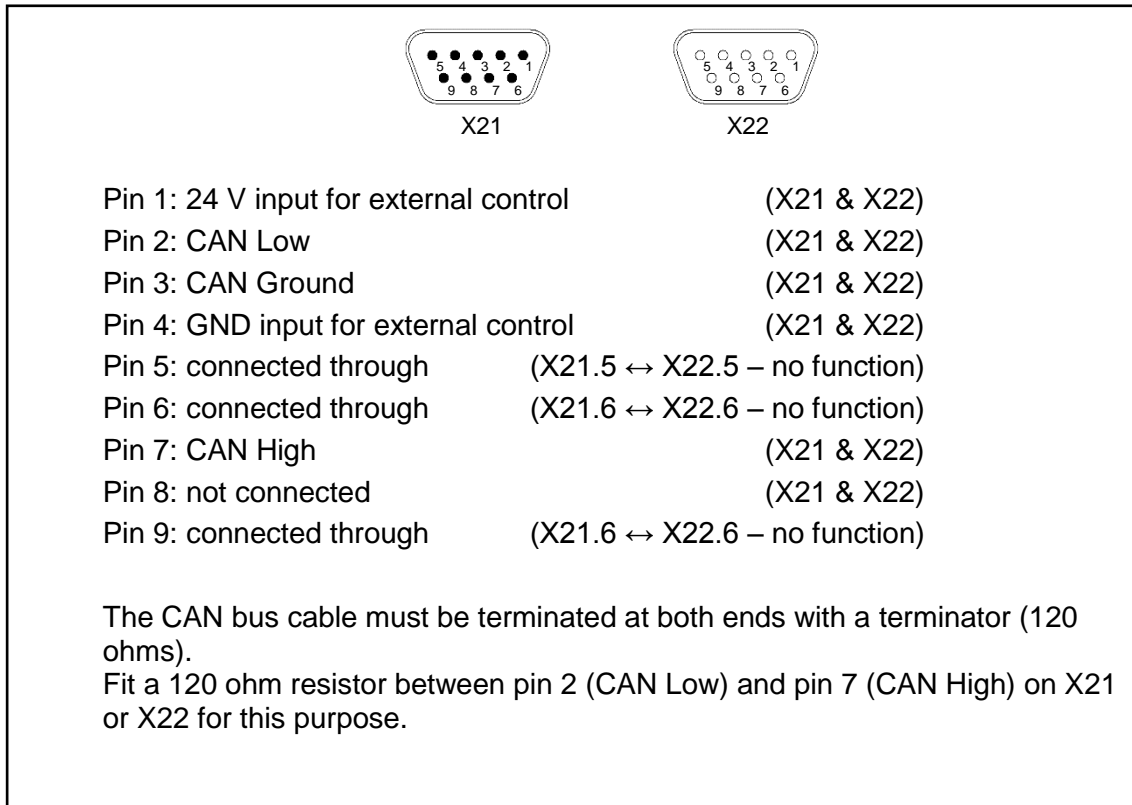 5 4 3 2 1
9 8 7 6
X21
5 4 3 2 1
9 8 7 6
X22
Pin 1: 24 V input for external control (X21 & X22)
Pin 2: CAN Low (X21 & X22)
Pin 3: CAN Ground (X21 & X22)
Pin 4: GND input for external control (X21 & X22)
Pin 5: connected through (X21.5 ↔ X22.5 – no function)
Pin 6: connected through (X21.6 ↔ X22.6 – no function)
Pin 7: CAN High (X21 & X22)
Pin 8: not connected (X21 & X22)
Pin 9: connected through (X21.6 ↔ X22.6 – no function)
The CAN bus cable must be terminated at both ends with a terminator (120
ohms).
Fit a 120 ohm resistor between pin 2 (CAN Low) and pin 7 (CAN High) on X21
or X22 for this purpose.